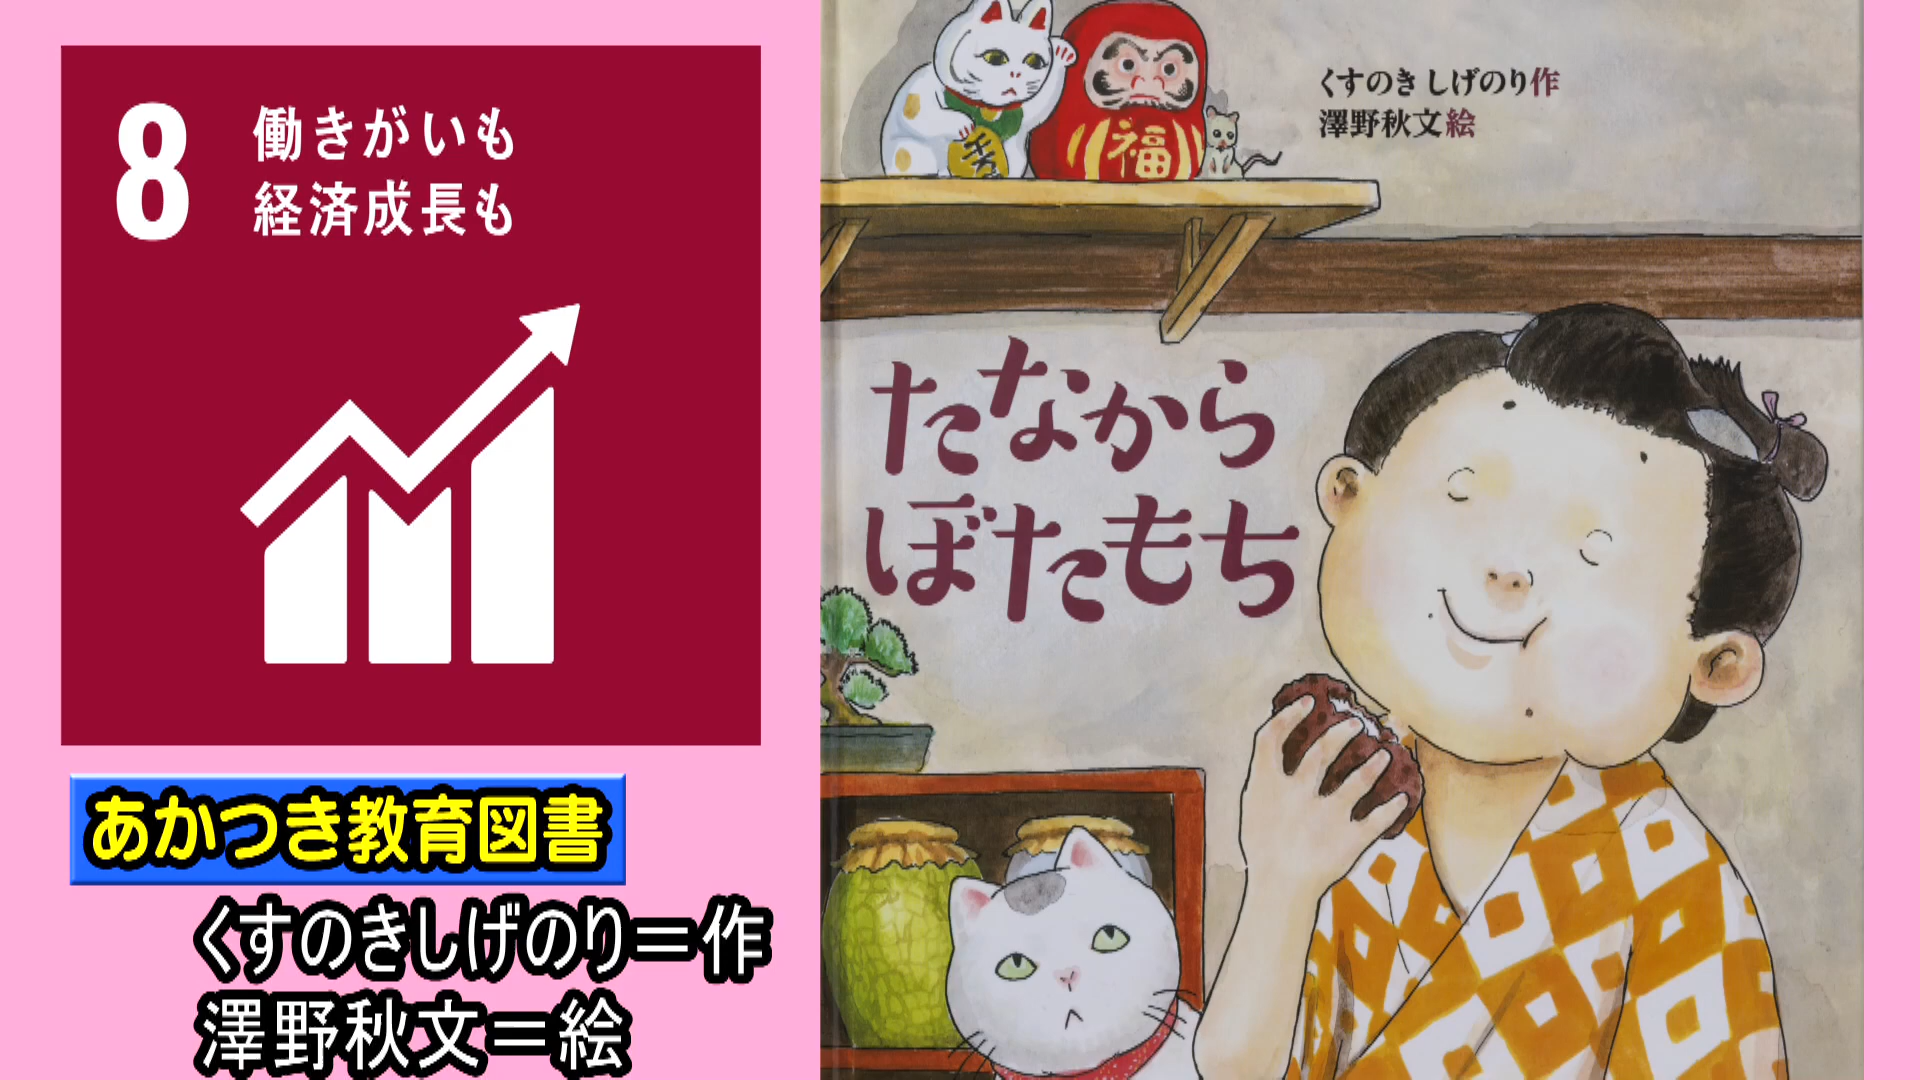 8
働きがいも
経済成長も
あかつき教育図書
くすのきしげのり＝作
澤野秋文＝絵
くすのき しげのり作
澤野秋文絵
福
たなから
ぼたもち